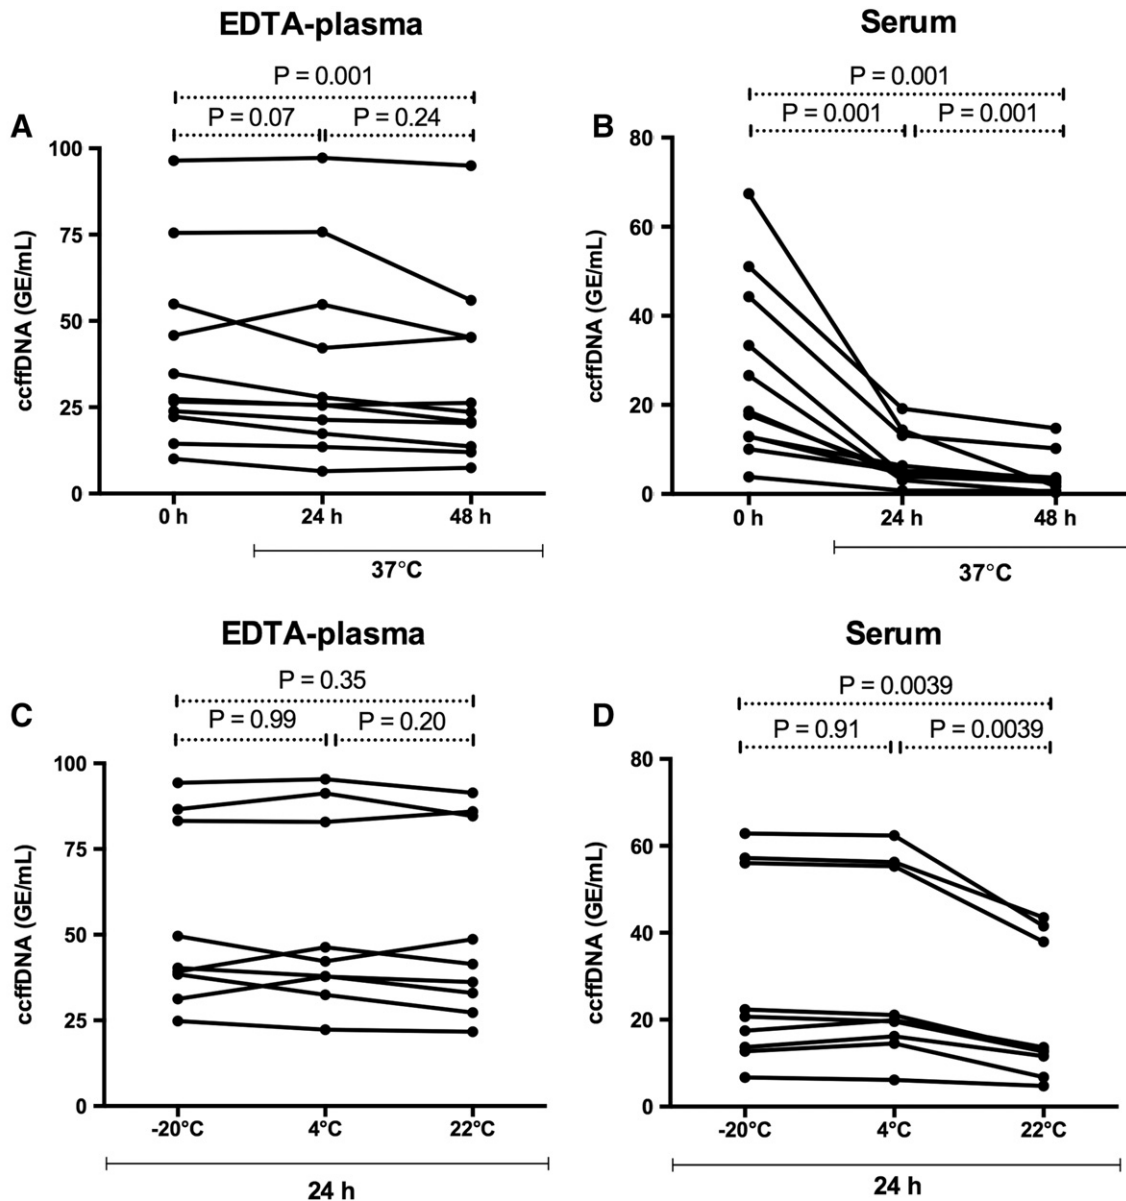 EDTA-plasma
P = 0.001
P = 0.07
P = 0.24
A
ccffDNA (GE/mL)
100
75
50
25
0
0 h
24 h
48 h
37°C
Serum
P = 0.001
P = 0.001
P = 0.001
B
ccffDNA (GE/mL)
80
60
40
20
0
0 h
24 h
48 h
37°C
EDTA-plasma
P = 0.35
P = 0.99
P = 0.20
C
ccffDNA (GE/mL)
100
75
50
25
0
-20°C
4°C
22°C
24 h
Serum
P = 0.0039
P = 0.91
P = 0.0039
D
ccffDNA (GE/mL)
80
60
40
20
0
-20°C
4°C
22°C
24 h